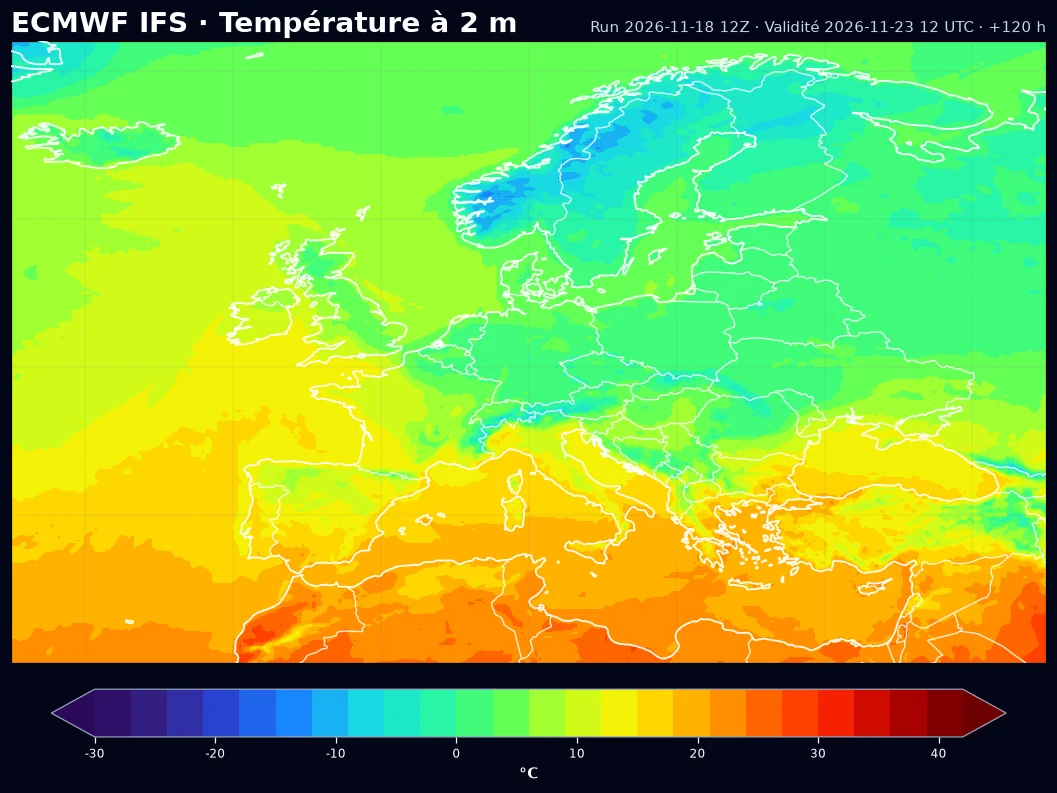 ECMWF IFS · Température à 2 m
Run 2026-11-18 12Z · Validité 2026-11-23 12 UTC · +120 h
-30 -20 -10 0 10 20 30 40
°C